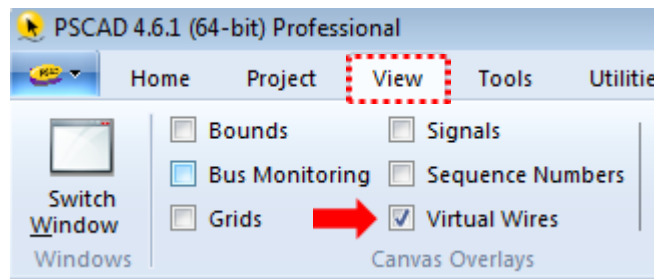 PSCAD 4.6.1 (64-bit) Professional
Home Project View Tools
Bounds Signals
Bus Monitoring Sequence Numbers
Switch
Window
Grids Virtual Wires
Windows Canvas Overlays